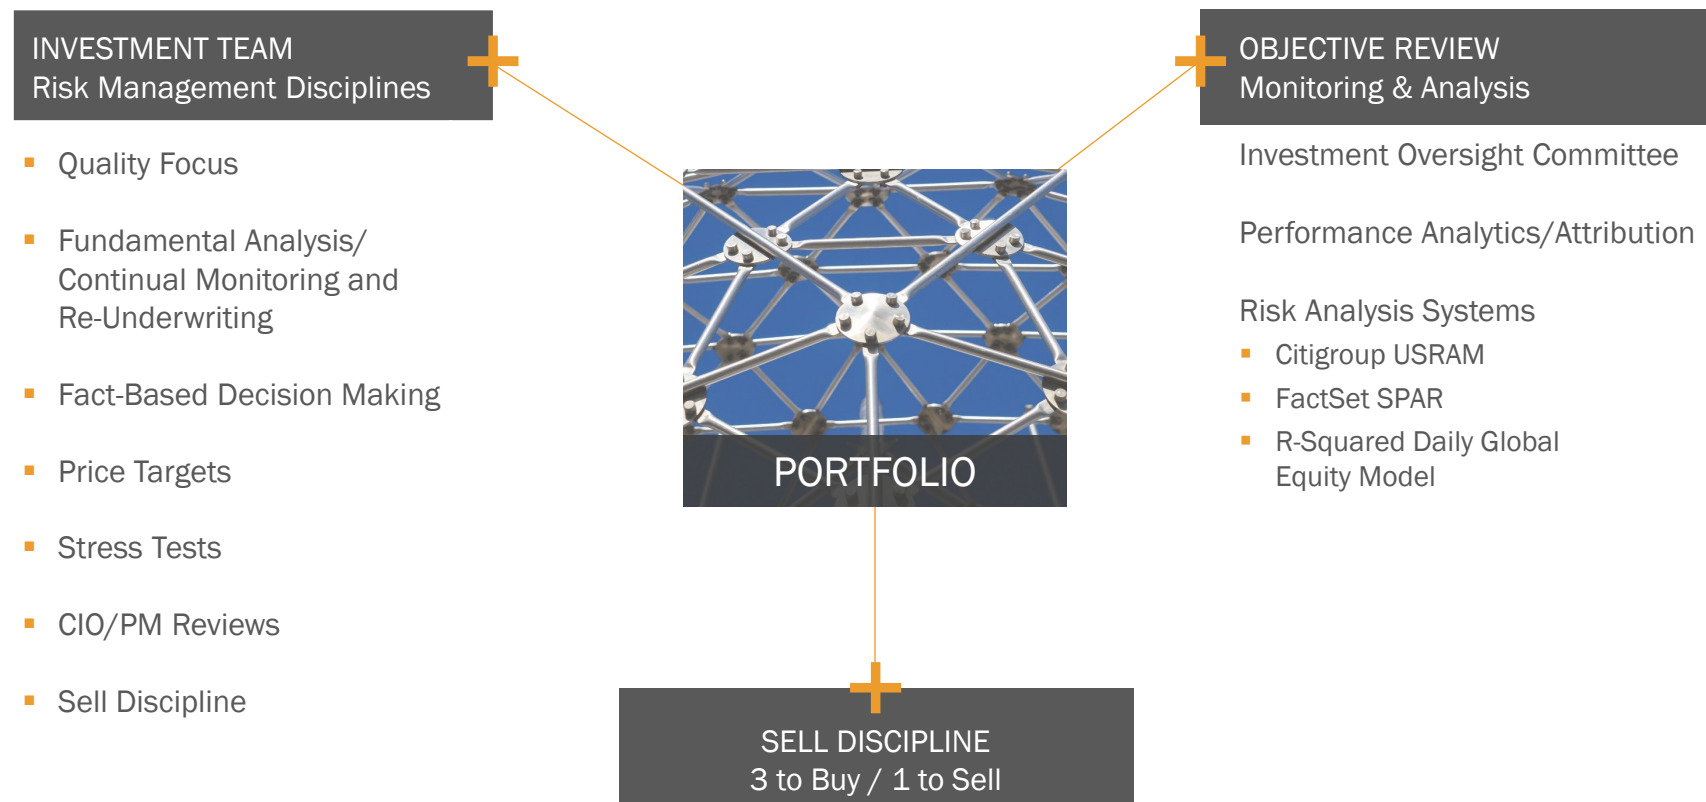 INVESTMENT TEAM
Risk Management Disciplines
Quality Focus
Fundamental Analysis/
Continual Monitoring and
Re-Underwriting
Fact-Based Decision Making
Price Targets
Stress Tests
CIO/PM Reviews
Sell Discipline
PORTFOLIO
SELL DISCIPLINE
3 to Buy / 1 to Sell
OBJECTIVE REVIEW
Monitoring & Analysis
Investment Oversight Committee
Performance Analytics/Attribution
Risk Analysis Systems
Citigroup USRAM
FactSet SPAR
R-Squared Daily Global
Equity Model